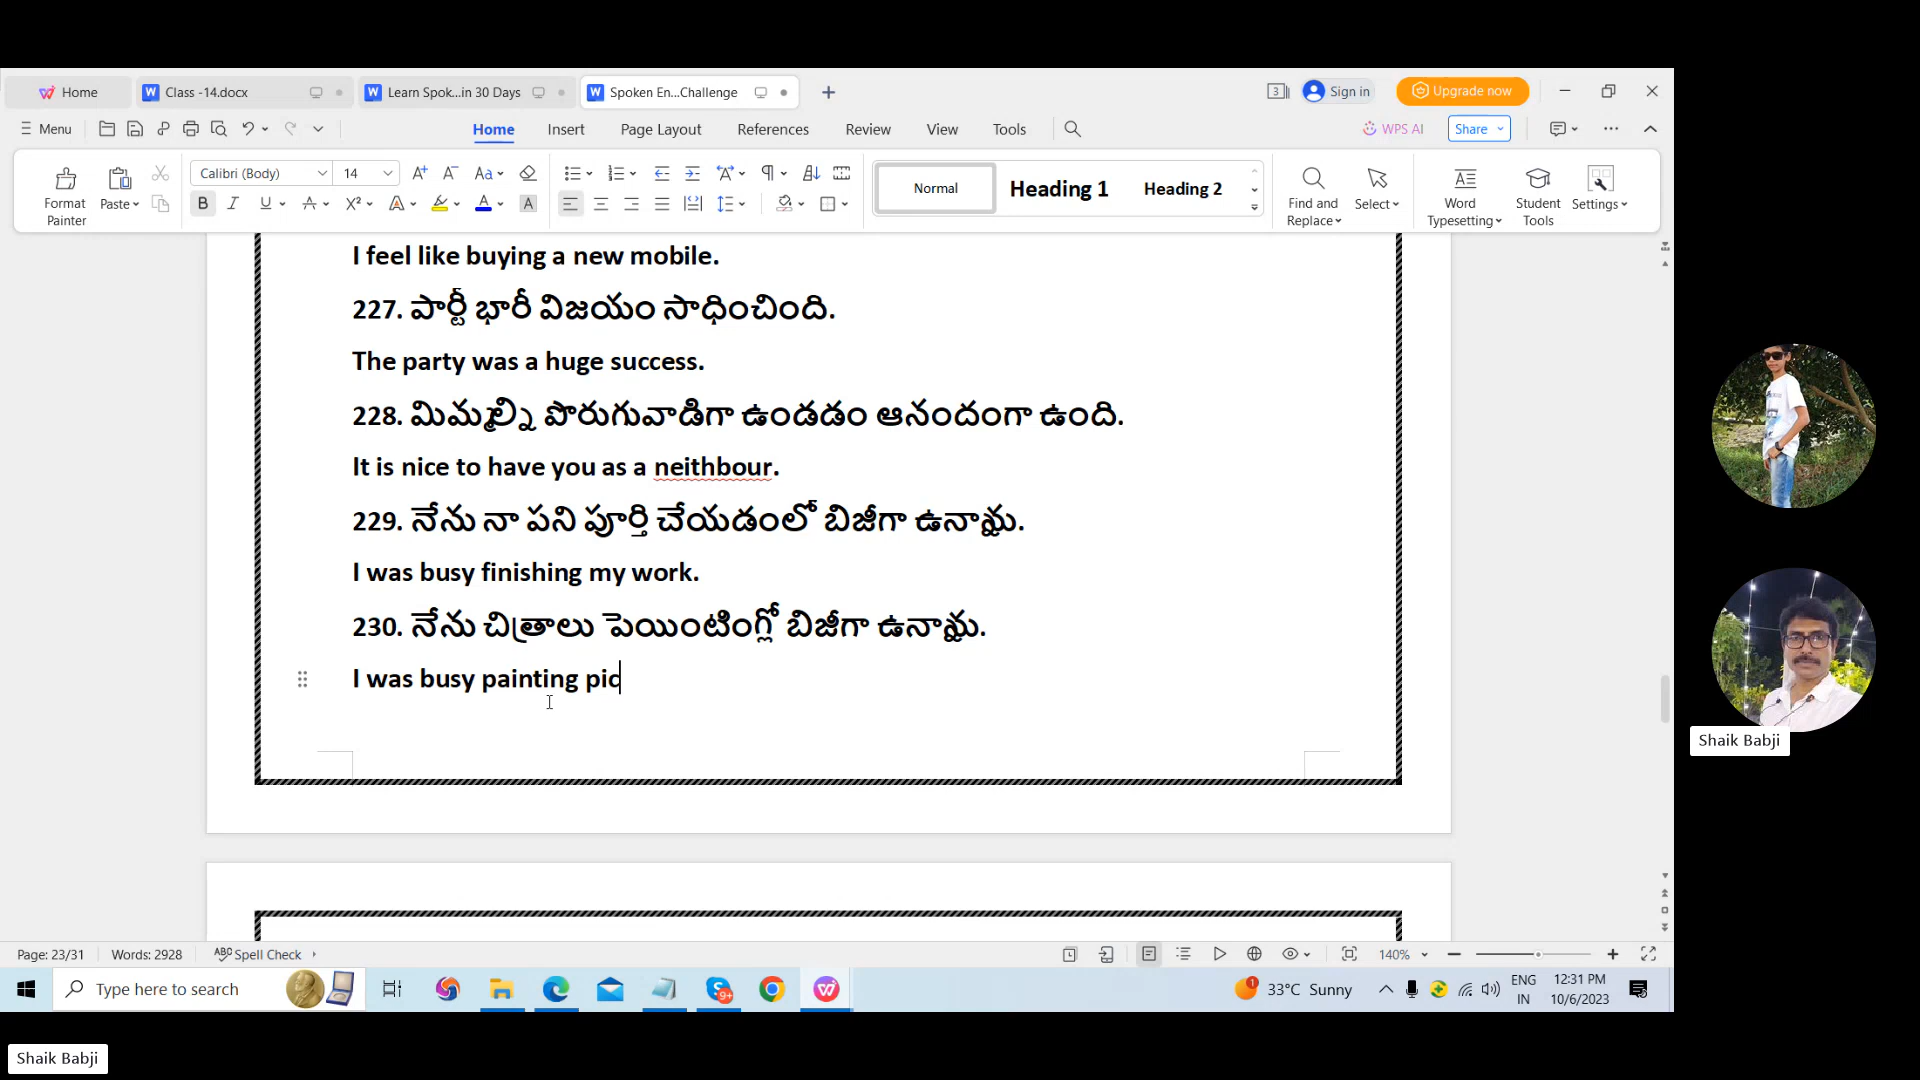 Home
Class -14.docx
Learn Spok...in 30 Days
Spoken En...Challenge
3
Sign in
Upgrade now
Menu
Home
Insert
Page Layout
References
Review
View
Tools
WPS AI
Share
Format Painter
Paste
Calibri (Body)
14
Normal
Heading 1
Heading 2
Find and Replace
Select
Word Typesetting
Student Tools
Settings
I feel like buying a new mobile.
227. పార్టీ భారీ విజయం సాధించింది.
The party was a huge success.
228. మిమ్మల్ని పొరుగువాడిగా ఉండడం ఆనందంగా ఉంది.
It is nice to have you as a neithbour.
229. నేను నా పని పూర్తి చేయడంలో బిజీగా ఉన్నాను.
I was busy finishing my work.
230. నేను చిత్రాలు పెయింటింగ్లో బిజీగా ఉన్నాను.
I was busy painting pic
Shaik Babji
Page: 23/31
Words: 2928
Spell Check
140%
Type here to search
9+
1
33°C Sunny
ENG
IN
12:31 PM
10/6/2023
Shaik Babji